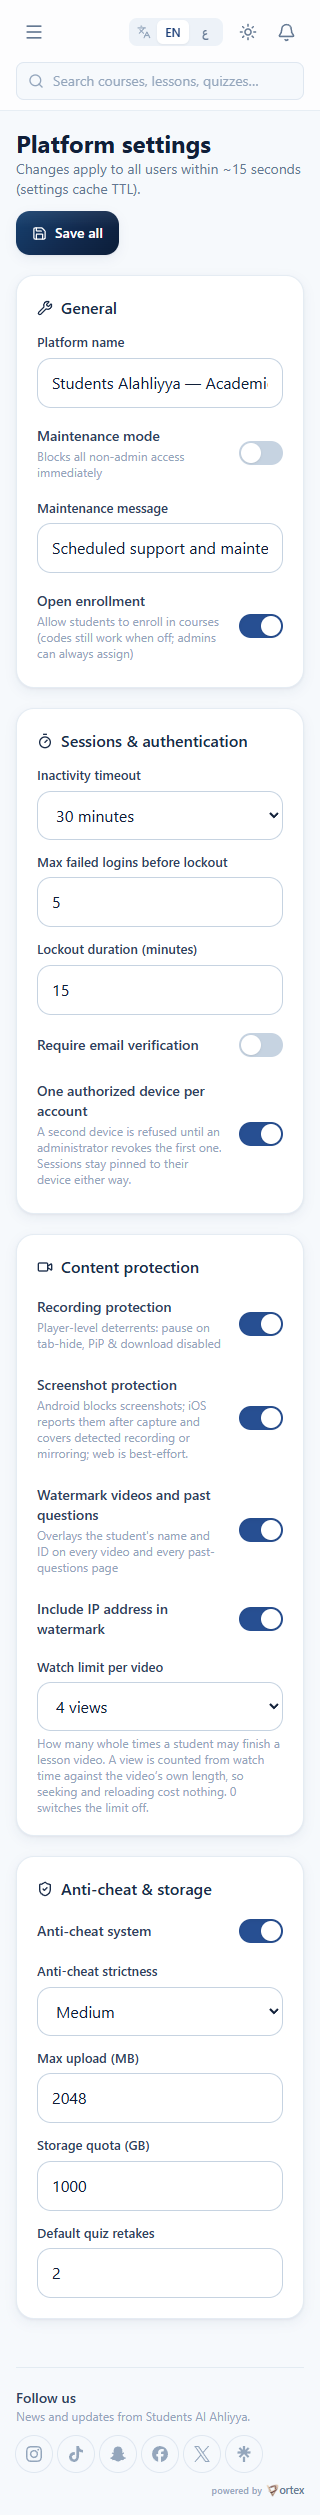 EN
ع
Search courses, lessons, quizzes...
Platform settings
Changes apply to all users within ~15 seconds
(settings cache TTL).
Save all
General
Platform name
Students Alahliyya — Academi
Maintenance mode
Blocks all non-admin access
immediately
Maintenance message
Scheduled support and mainte
Open enrollment
Allow students to enroll in courses
(codes still work when off; admins
can always assign)
Sessions & authentication
Inactivity timeout
30 minutes
Max failed logins before lockout
5
Lockout duration (minutes)
15
Require email verification
One authorized device per
account
A second device is refused until an
administrator revokes the first one.
Sessions stay pinned to their
device either way.
Content protection
Recording protection
Player-level deterrents: pause on
tab-hide, PiP & download disabled
Screenshot protection
Android blocks screenshots; iOS
reports them after capture and
covers detected recording or
mirroring; web is best-effort.
Watermark videos and past
questions
Overlays the student's name and
ID on every video and every past-
questions page
Include IP address in
watermark
Watch limit per video
4 views
How many whole times a student may finish a
lesson video. A view is counted from watch
time against the video's own length, so
seeking and reloading cost nothing. 0
switches the limit off.
Anti-cheat & storage
Anti-cheat system
Anti-cheat strictness
Medium
Max upload (MB)
2048
Storage quota (GB)
1000
Default quiz retakes
2
Follow us
News and updates from Students Al Ahliyya.
powered by Vortex